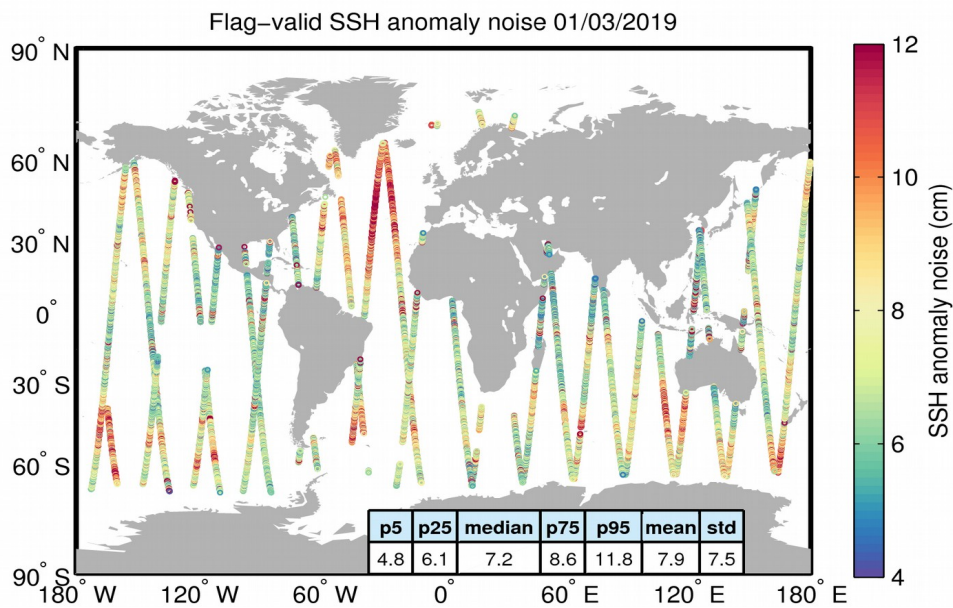 Flag−valid SSH anomaly noise 01/03/2019
90° N
60° N
30° N
0°
30° S
60° S
90° S
180° W 120° W 60° W 0° 60° E 120° E 180° E
12
10
8
6
4
SSH anomaly noise (cm)
p5 p25 median p75 p95 mean std
4.8 6.1 7.2 8.6 11.8 7.9 7.5